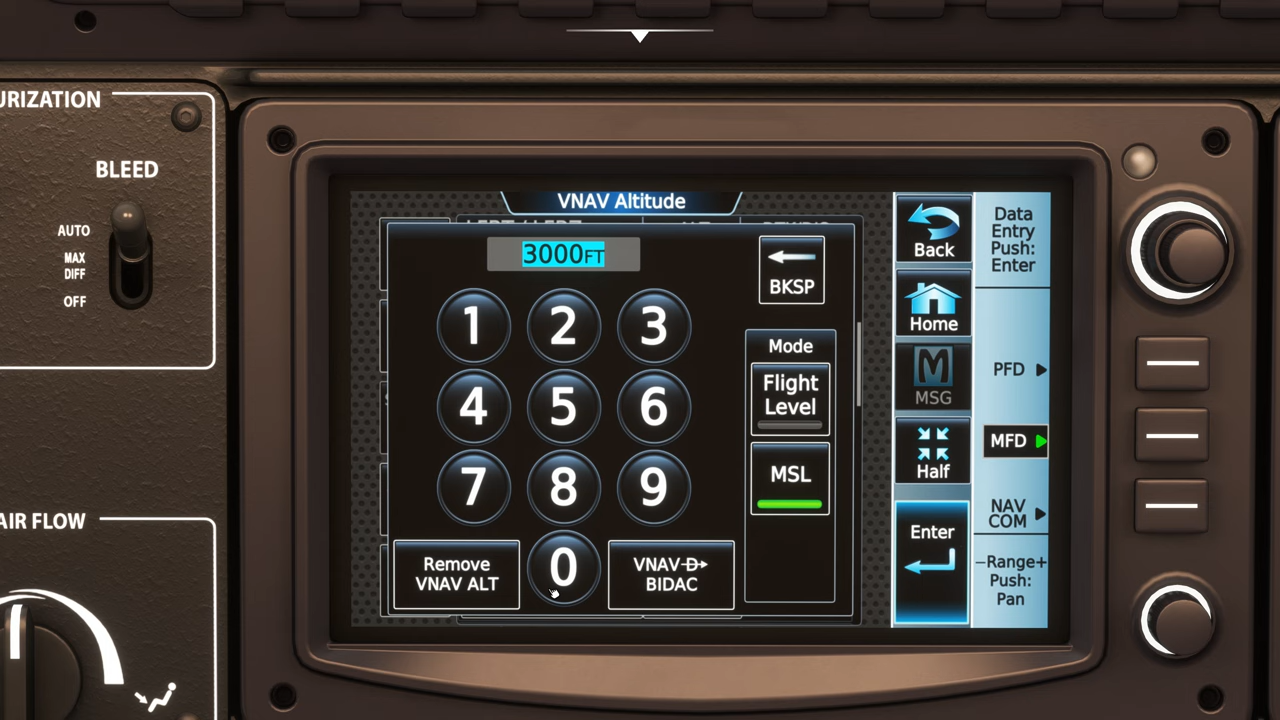 URIZATION
BLEED
AUTO
MAX
DIFF
OFF
AIR FLOW
VNAV Altitude
3000FT
BKSP
1
2
3
4
5
6
7
8
9
0
Mode
Flight
Level
MSL
Remove
VNAV ALT
VNAV D
BIDAC
Back
Home
MSG
Half
Enter
Data
Entry
Push:
Enter
PFD
MFD
NAV
COM
−Range+
Push:
Pan